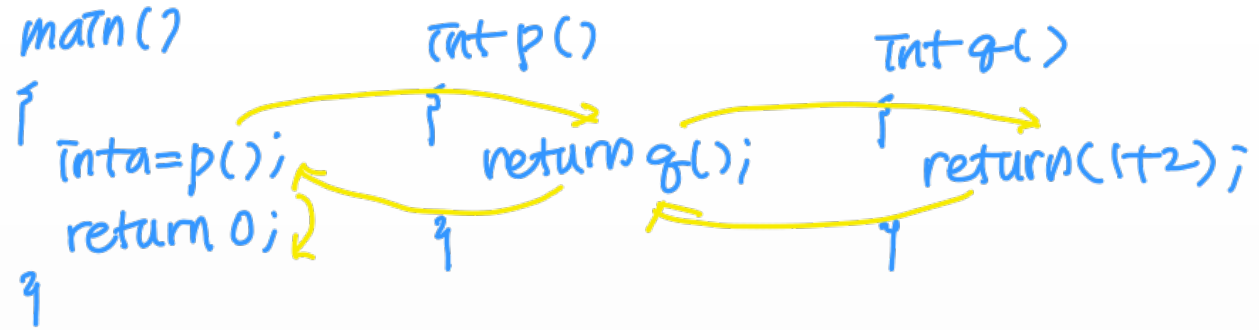 main()
{
int a=p();
return 0;
}
int p()
{
return q();
}
int q()
{
return(1+2);
}